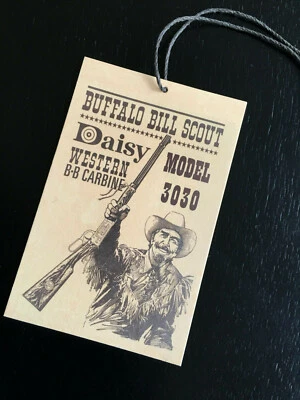 BUFFALO BILL SCOUT
Daisy
WESTERN
B·B CARBINE
MODEL
3030